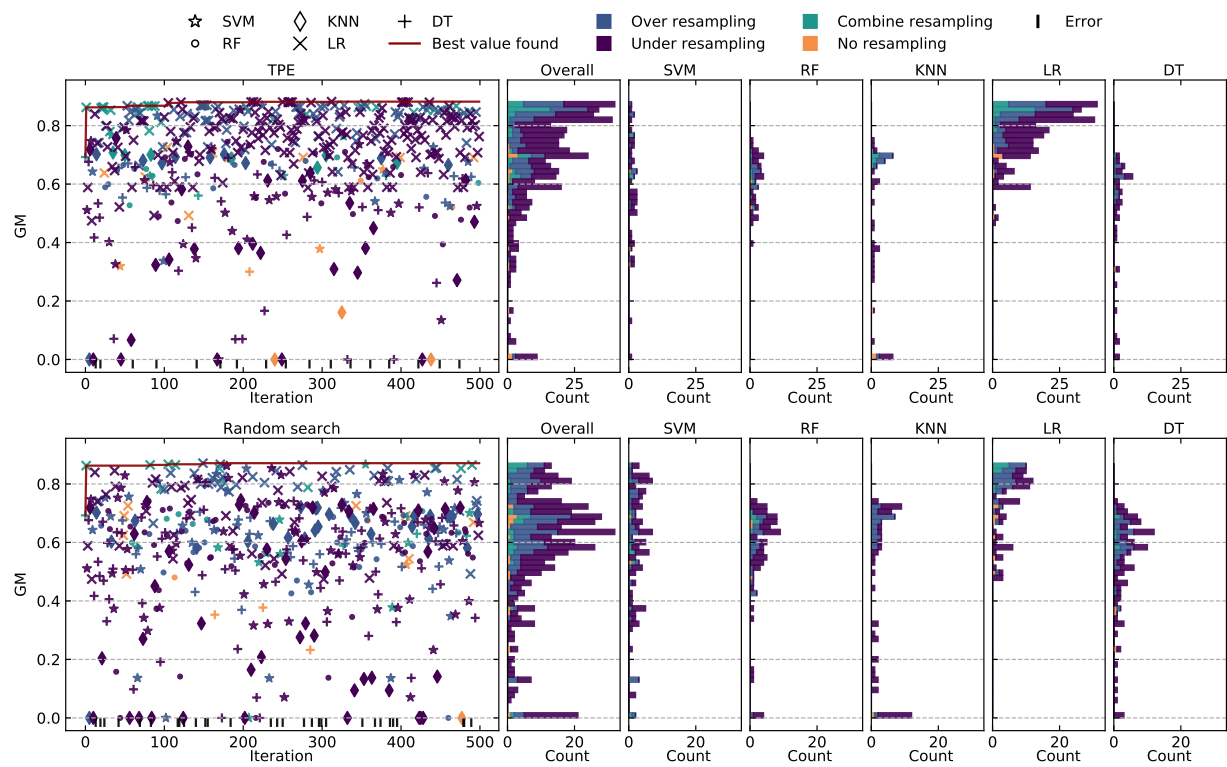 SVM KNN DT Over resampling Combine resampling Error
RF LR Best value found Under resampling No resampling
TPE Overall SVM RF KNN LR DT
GM
0.8
0.6
0.4
0.2
0.0
0 100 200 300 400 500 0 25 0 25 0 25 0 25 0 25 0 25
Iteration Count Count Count Count Count Count
Random search Overall SVM RF KNN LR DT
GM
0.8
0.6
0.4
0.2
0.0
0 100 200 300 400 500 0 20 0 20 0 20 0 20 0 20 0 20
Iteration Count Count Count Count Count Count